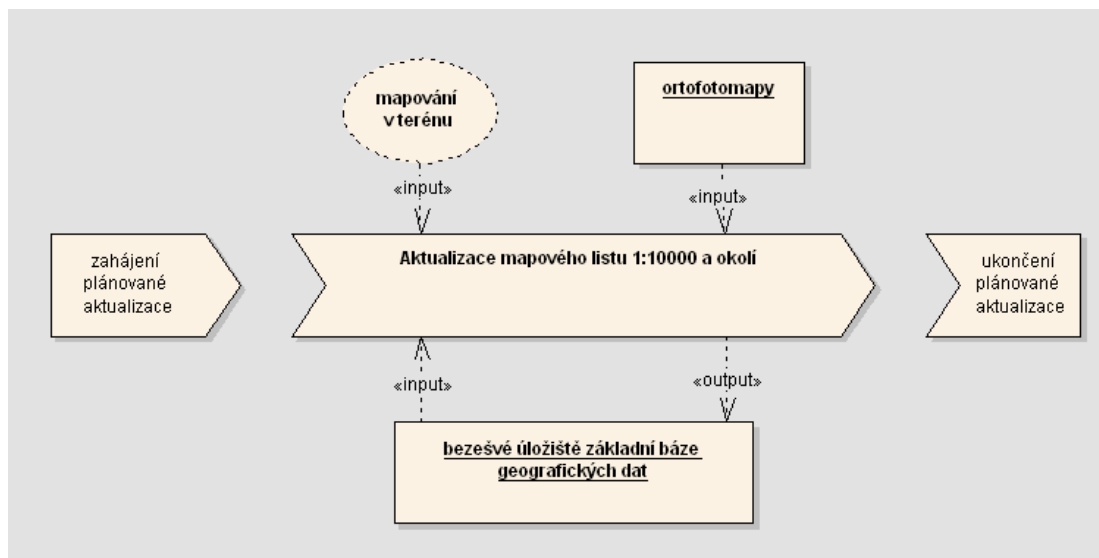 mapování
v terénu
ortofotomapy
«input»
«input»
zahájení
plánované
aktualizace
Aktualizace mapového listu 1:10000 a okolí
ukončení
plánované
aktualizace
«input»
«output»
bezešvé úložiště základní báze
geografických dat